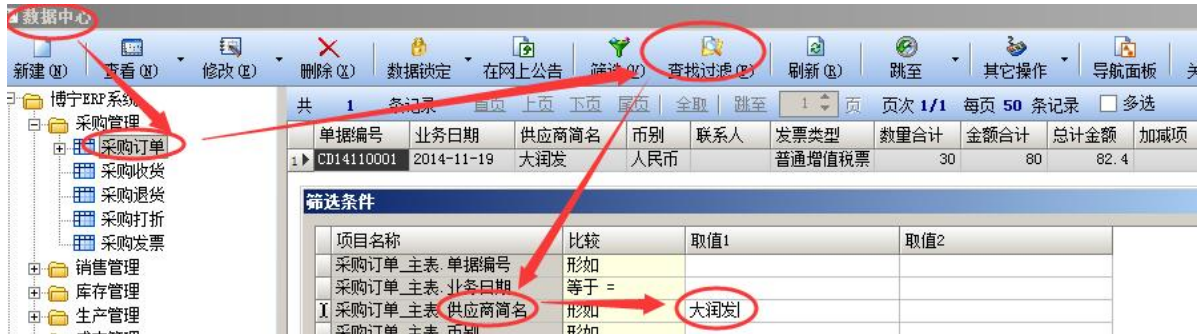 数据中心
新建(N) 查看(W) 修改(E) 删除(X) 数据锁定 在网上公告 筛选(V) 查找过滤(F) 刷新(R) 跳至 其它操作 导航面板
博宁ERP系统
共 1 条记录 首页 上页 下页 尾页 全取 跳至 1 页 页次 1/1 每页 50 条记录 多选
采购管理
单据编号 业务日期 供应商简名 币别 联系人 发票类型 数量合计 金额合计 总计金额 加减项
采购订单
1 CD14110001 2014-11-19 大润发 人民币 普通增值税票 30 80 82.4
采购收货
采购退货
筛选条件
采购打折
项目名称 比较 取值1 取值2
采购发票
采购订单_主表.单据编号 形如
销售管理
采购订单_主表.业务日期 等于 =
库存管理
采购订单_主表.供应商简名 形如 大润发
生产管理
采购订单_主表.币别 形如